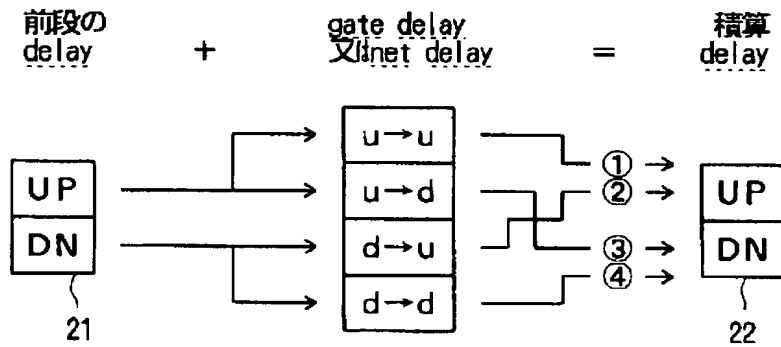 前段の delay + gate delay 又はnet delay = 積算 delay
u→u
u→d
d→u
d→d
UP
DN
21
① →
② →
③ →
④ →
UP
DN
22